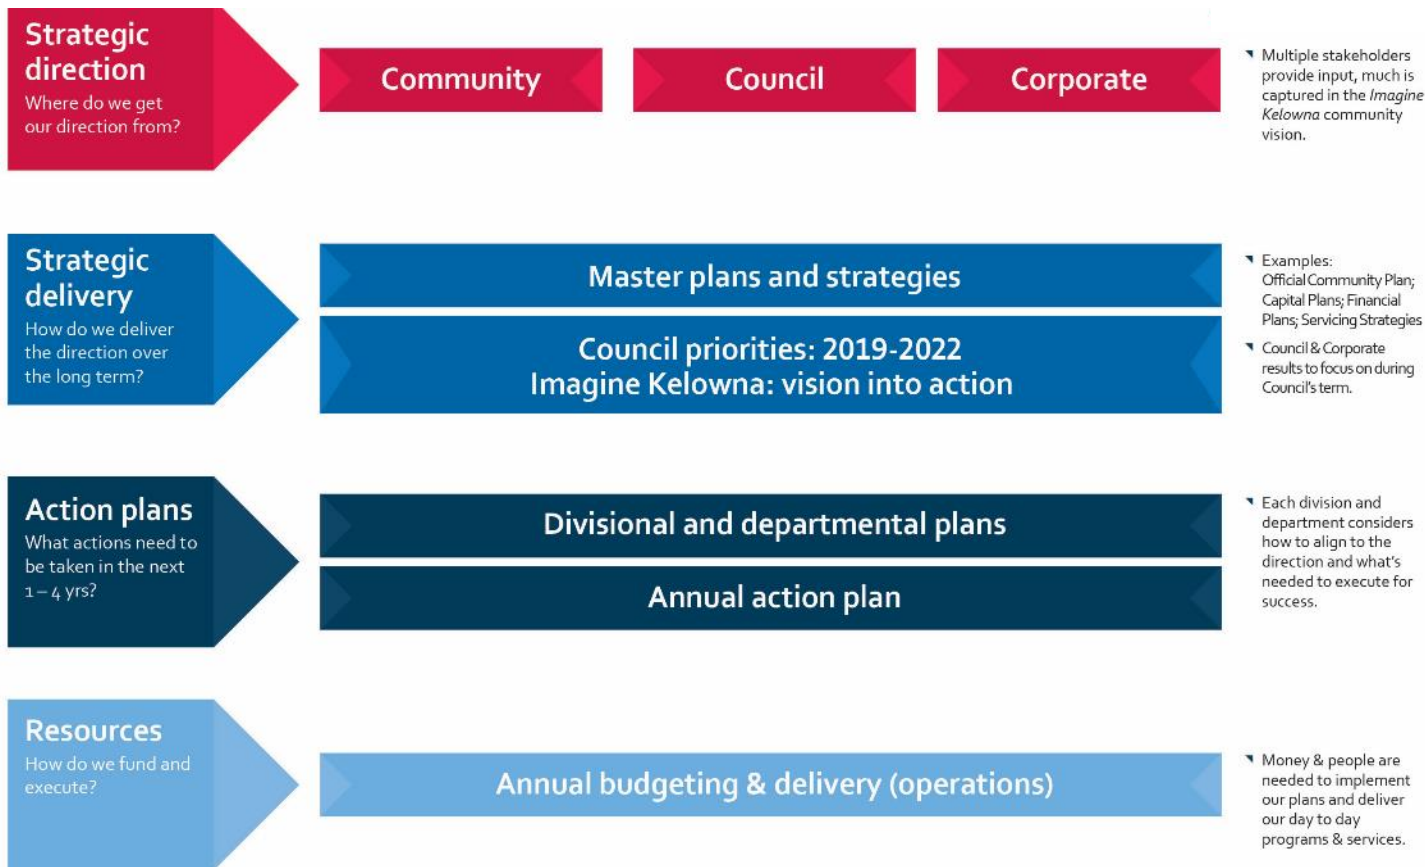 Strategic
direction
Where do we get
our direction from?
Community
Council
Corporate
Multiple stakeholders
provide input, much is
captured in the Imagine
Kelowna community
vision.
Strategic
delivery
How do we deliver
the direction over
the long term?
Master plans and strategies
Council priorities: 2019-2022
Imagine Kelowna: vision into action
Examples:
Official Community Plan;
Capital Plans; Financial
Plans; Servicing Strategies
Council & Corporate
results to focus on during
Council's term.
Action plans
What actions need to
be taken in the next
1 – 4 yrs?
Divisional and departmental plans
Annual action plan
Each division and
department considers
how to align to the
direction and what's
needed to execute for
success.
Resources
How do we fund and
execute?
Annual budgeting & delivery (operations)
Money & people are
needed to implement
our plans and deliver
our day to day
programs & services.